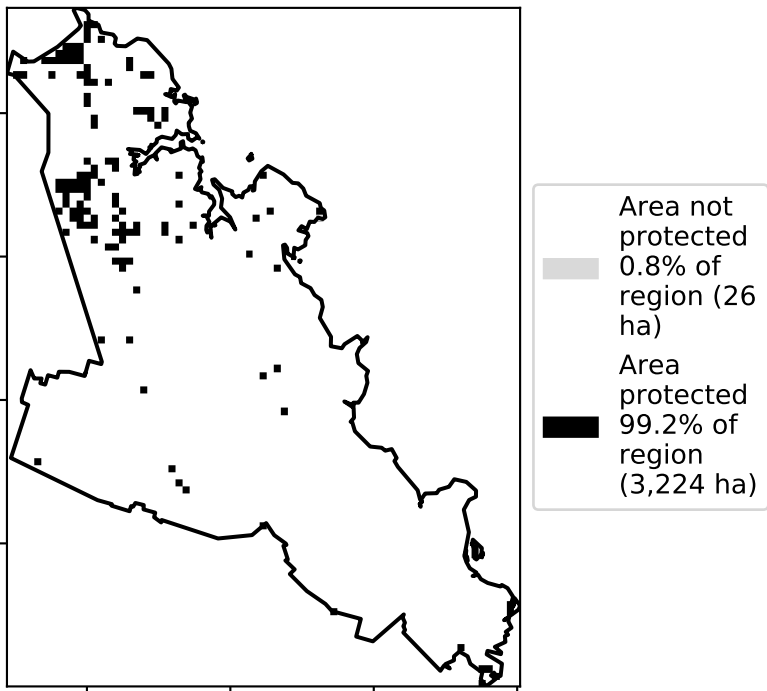 Area not
protected
0.8% of
region (26
ha)
Area
protected
99.2% of
region
(3,224 ha)